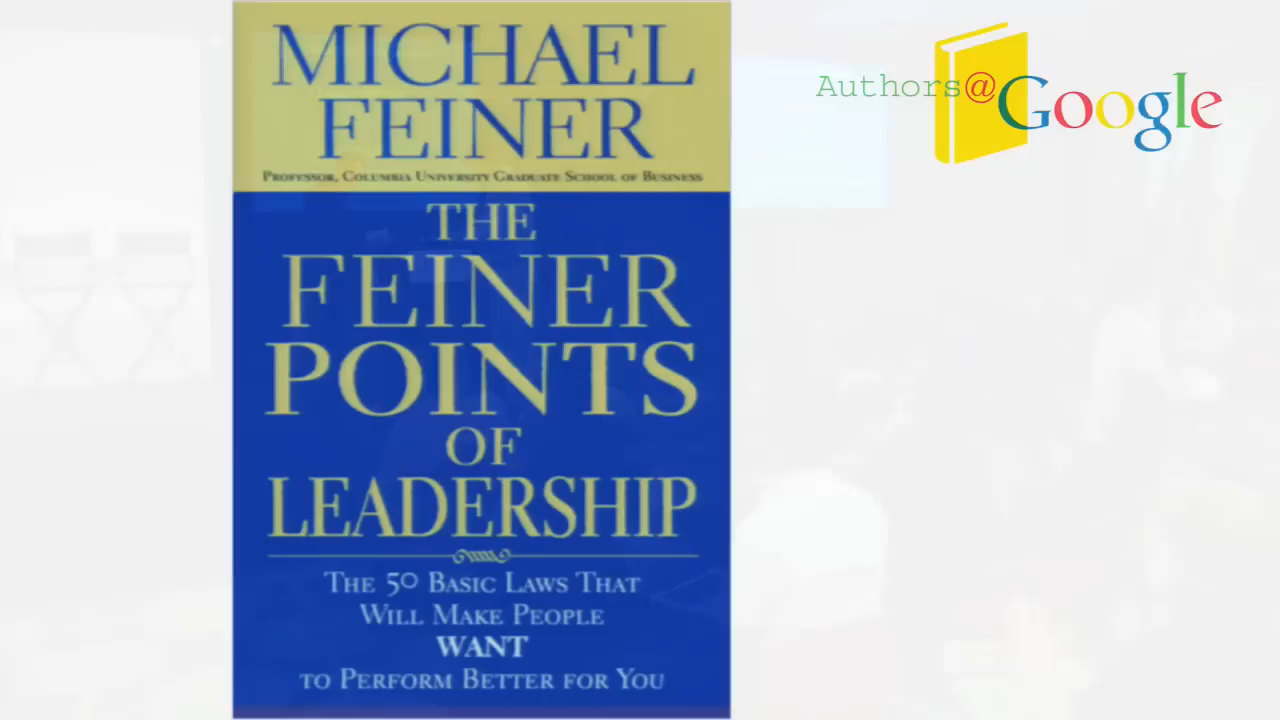 MICHAEL
FEINER
PROFESSOR, COLUMBIA UNIVERSITY GRADUATE SCHOOL OF BUSINESS
THE
FEINER
POINTS
OF
LEADERSHIP
THE 50 BASIC LAWS THAT
WILL MAKE PEOPLE
WANT
TO PERFORM BETTER FOR YOU
Authors@Google